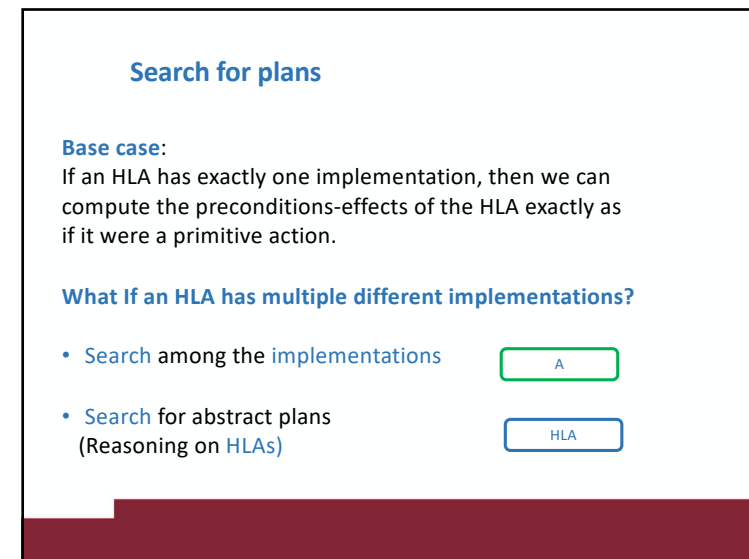 Search for plans
Base case:
If an HLA has exactly one implementation, then we can
compute the preconditions-effects of the HLA exactly as
if it were a primitive action.
What If an HLA has multiple different implementations?
• Search among the implementations
A
• Search for abstract plans
(Reasoning on HLAs)
HLA